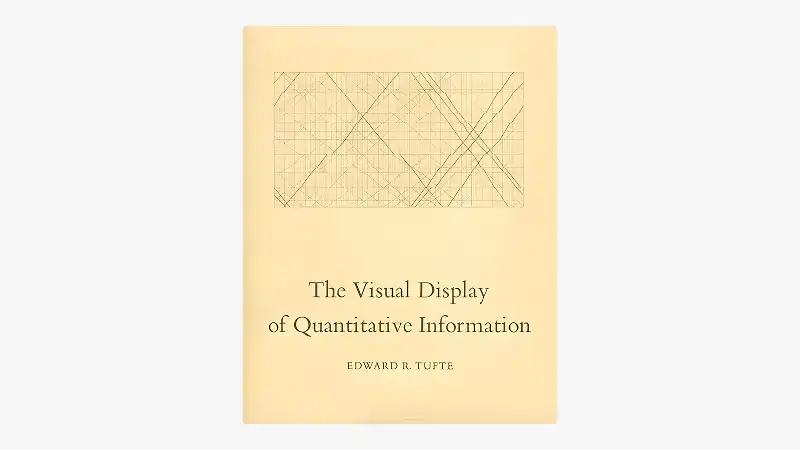 The Visual Display
of Quantitative Information
EDWARD R. TUFTE